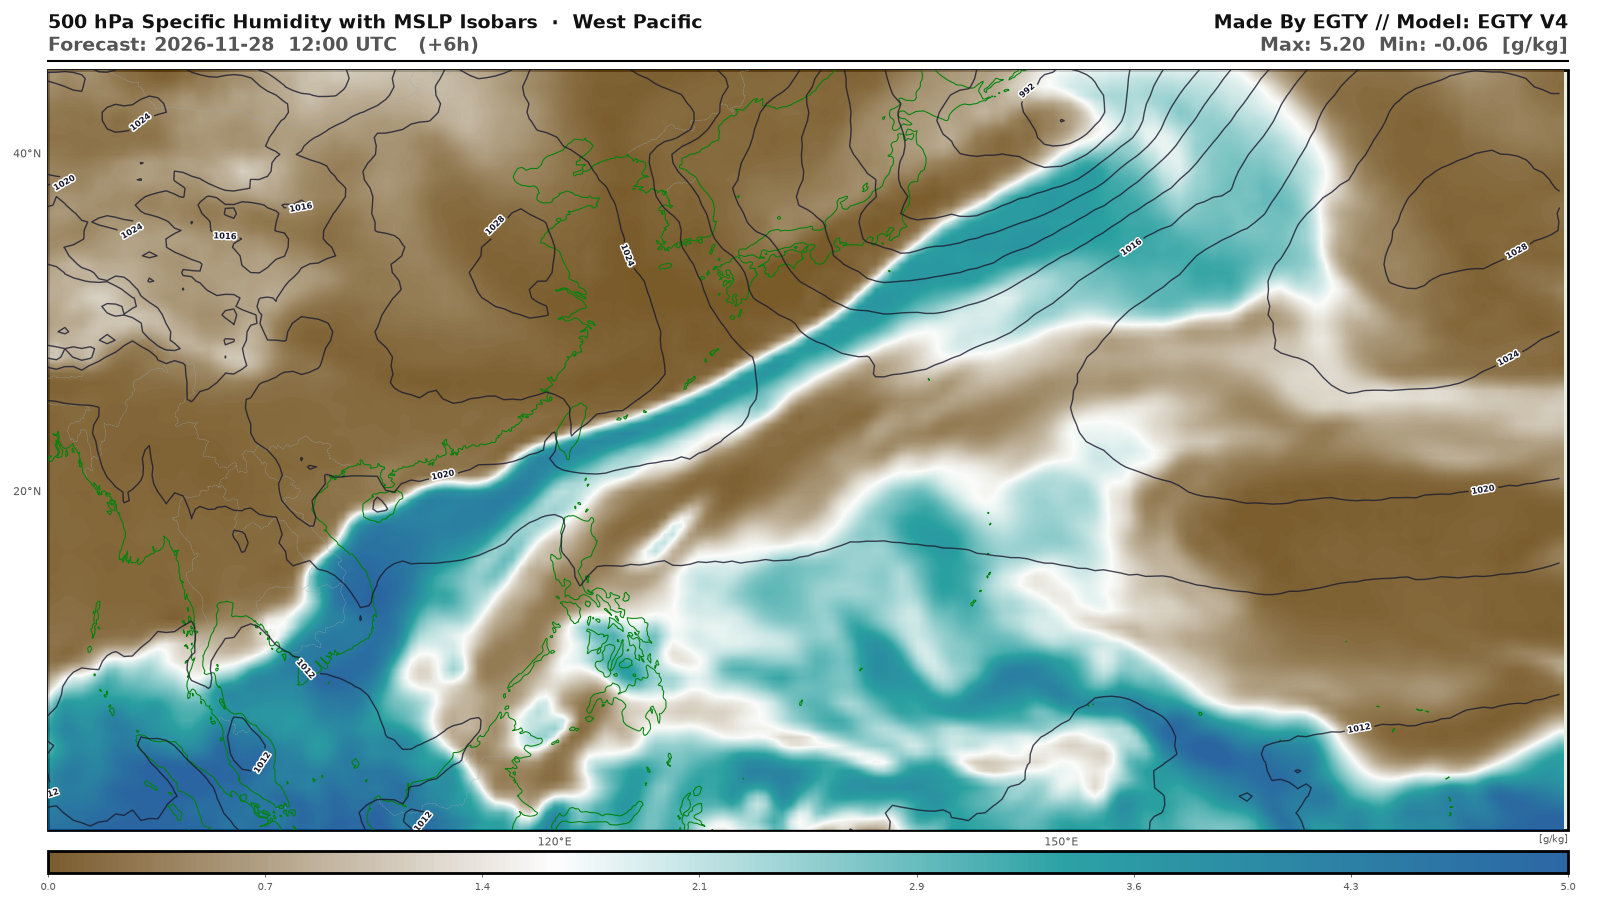 500 hPa Specific Humidity with MSLP Isobars · West Pacific
Made By EGTY // Model: EGTY V4
Forecast: 2026-11-28 12:00 UTC (+6h)
Max: 5.20 Min: -0.06 [g/kg]
992
1024
40°N
1020
1016
1024
1016
1028
1024
1016
1028
1024
1020
20°N
1020
1012
1012
1012
12
1012
120°E
150°E
[g/kg]
0.0 0.7 1.4 2.1 2.9 3.6 4.3 5.0